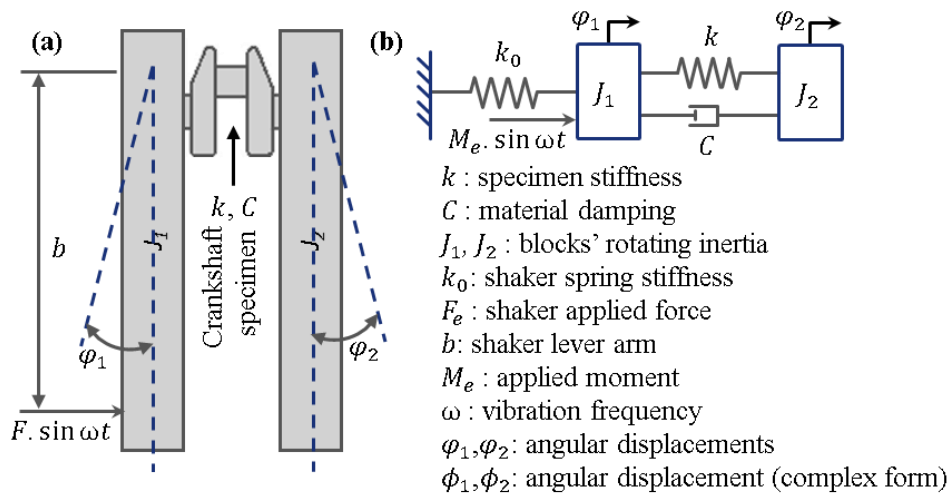 (a)
b
φ₁
F. sin ωt
J₁
Crankshaft
specimen
k, C
J₂
φ₂
(b)
φ₁
φ₂
k₀
k
J₁
J₂
Mₑ. sin ωt
C
k : specimen stiffness
C : material damping
J₁, J₂ : blocks’ rotating inertia
k₀ : shaker spring stiffness
Fₑ : shaker applied force
b: shaker lever arm
Mₑ : applied moment
ω : vibration frequency
φ₁,φ₂: angular displacements
ϕ₁,ϕ₂: angular displacement (complex form)